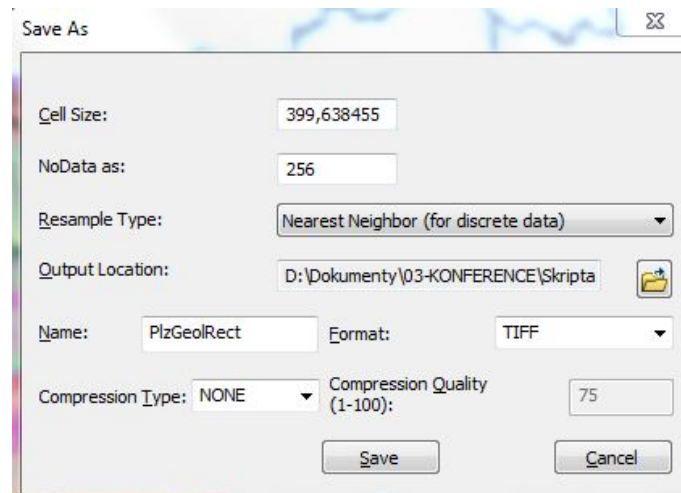 Save As
Cell Size: 399,638455
NoData as: 256
Resample Type: Nearest Neighbor (for discrete data)
Output Location: D:\Dokumenty\03-KONFERENCE\Skripta
Name: PlzGeolRect Format: TIFF
Compression Type: NONE Compression Quality (1-100): 75
Save Cancel